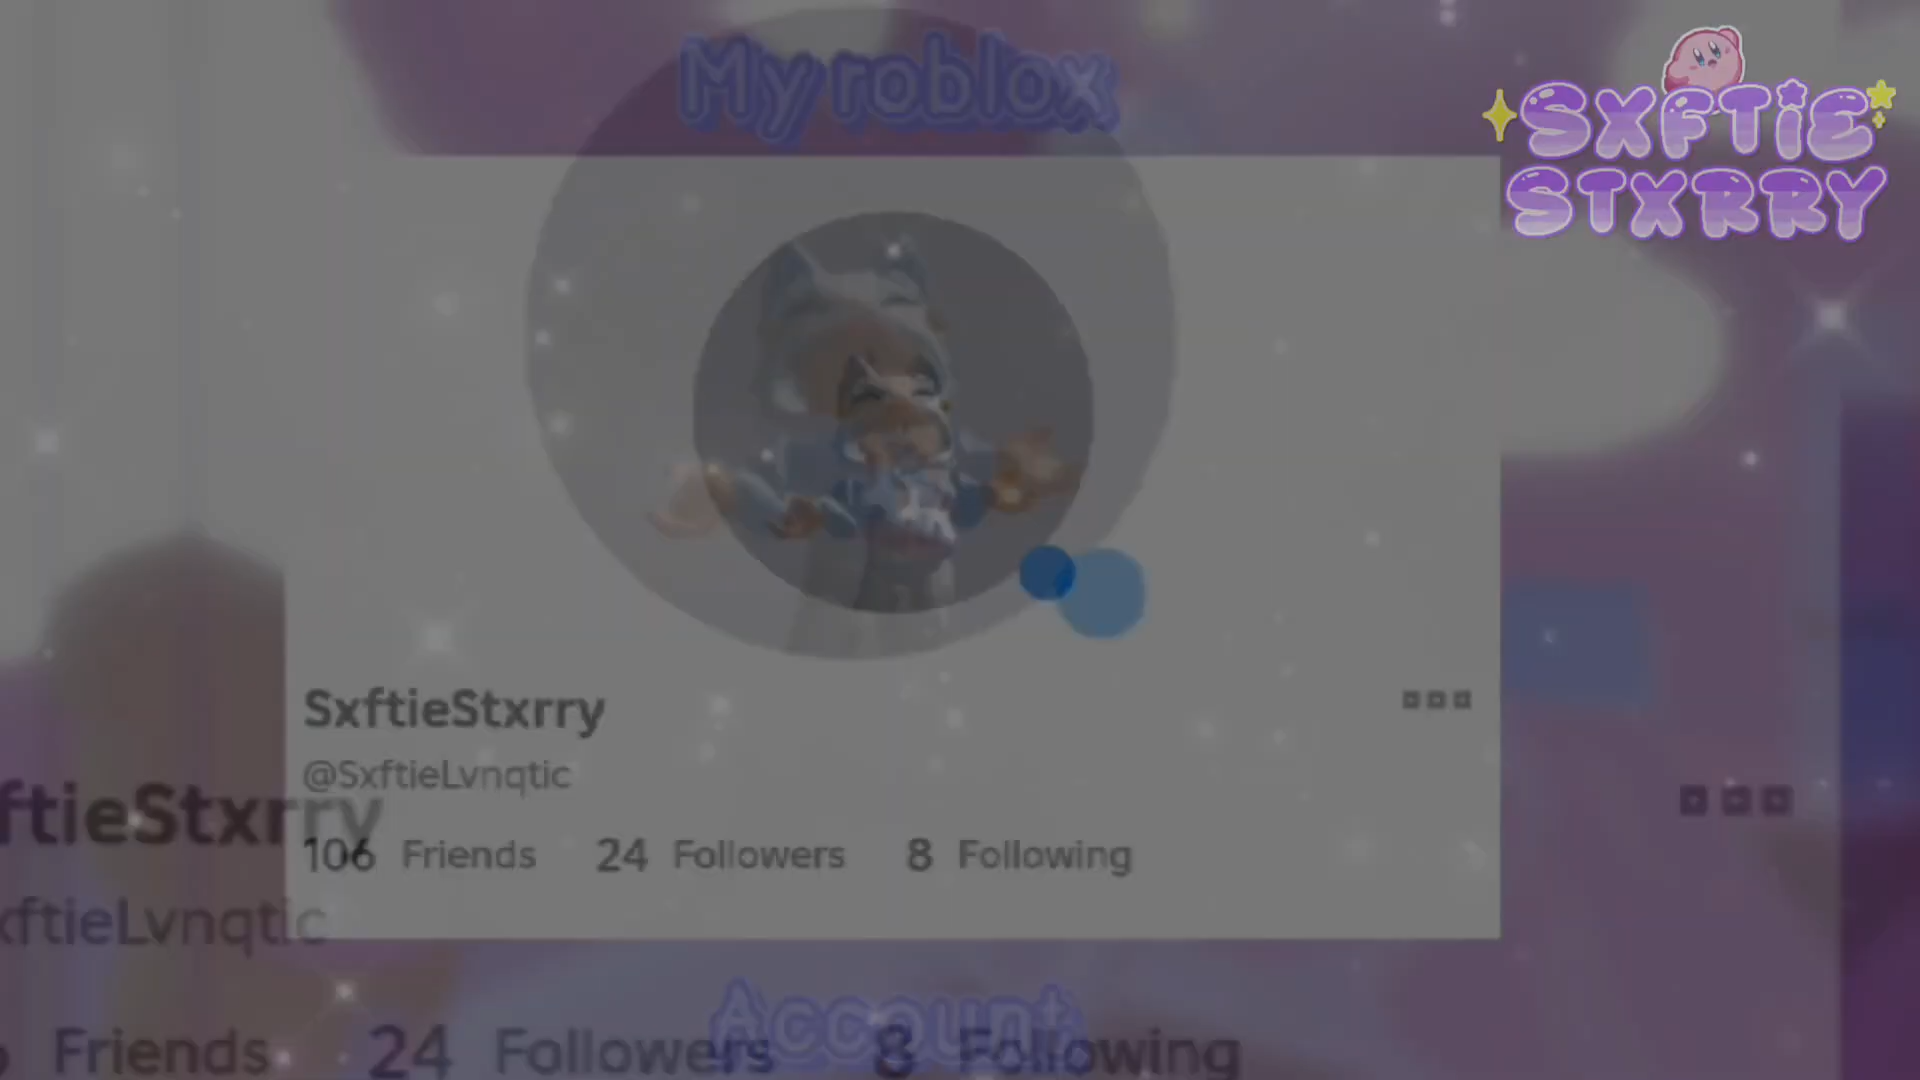 My roblox
SXFTiE
STXRRY
SxftieStxrry
@SxftieLvnqtic
ftieStxrry
106 Friends 24 Followers 8 Following
xftieLvnqtic
Account
Friends 24 Followers 8 Following